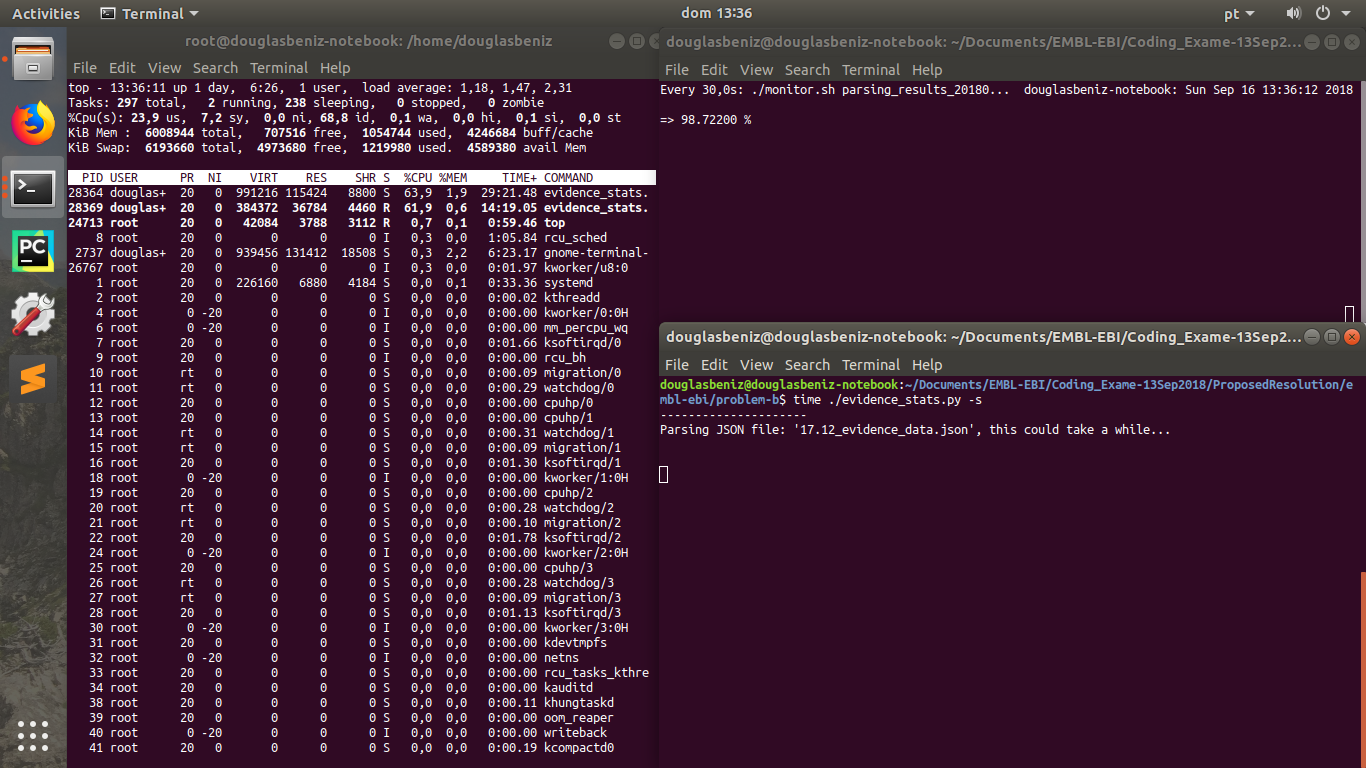 Activities Terminal dom 13:36 pt
root@douglasbeniz-notebook: /home/douglasbeniz
File Edit View Search Terminal Help
top - 13:36:11 up 1 day,  6:26,  1 user,  load average: 1,18, 1,47, 2,31
Tasks: 297 total,   2 running, 238 sleeping,   0 stopped,   0 zombie
%Cpu(s): 23,9 us,  7,2 sy,  0,0 ni, 68,8 id,  0,1 wa,  0,0 hi,  0,1 si,  0,0 st
KiB Mem :  6008944 total,   707516 free,  1054744 used,  4246684 buff/cache
KiB Swap:  6193660 total,  4973680 free,  1219980 used.  4589380 avail Mem
PID USER PR NI VIRT RES SHR S %CPU %MEM TIME+ COMMAND
28364 douglas+ 20 0 991216 115424 8800 S 63,9 1,9 29:21.48 evidence_stats.
28369 douglas+ 20 0 384372 36784 4460 R 61,9 0,6 14:19.05 evidence_stats.
24713 root 20 0 42084 3788 3112 R 0,7 0,1 0:59.46 top
8 root 20 0 0 0 0 I 0,3 0,0 1:05.84 rcu_sched
2737 douglas+ 20 0 939456 131412 18508 S 0,3 2,2 6:23.17 gnome-terminal-
26767 root 20 0 0 0 0 I 0,3 0,0 0:01.97 kworker/u8:0
1 root 20 0 226160 6880 4184 S 0,0 0,1 0:33.36 systemd
2 root 20 0 0 0 0 S 0,0 0,0 0:00.02 kthreadd
4 root 0 -20 0 0 0 I 0,0 0,0 0:00.00 kworker/0:0H
6 root 0 -20 0 0 0 I 0,0 0,0 0:00.00 mm_percpu_wq
7 root 20 0 0 0 0 S 0,0 0,0 0:01.66 ksoftirqd/0
9 root 20 0 0 0 0 I 0,0 0,0 0:00.00 rcu_bh
10 root rt 0 0 0 0 S 0,0 0,0 0:00.09 migration/0
11 root rt 0 0 0 0 S 0,0 0,0 0:00.29 watchdog/0
12 root 20 0 0 0 0 S 0,0 0,0 0:00.00 cpuhp/0
13 root 20 0 0 0 0 S 0,0 0,0 0:00.00 cpuhp/1
14 root rt 0 0 0 0 S 0,0 0,0 0:00.31 watchdog/1
15 root rt 0 0 0 0 S 0,0 0,0 0:00.09 migration/1
16 root 20 0 0 0 0 S 0,0 0,0 0:01.30 ksoftirqd/1
18 root 0 -20 0 0 0 I 0,0 0,0 0:00.00 kworker/1:0H
19 root 20 0 0 0 0 S 0,0 0,0 0:00.00 cpuhp/2
20 root rt 0 0 0 0 S 0,0 0,0 0:00.28 watchdog/2
21 root rt 0 0 0 0 S 0,0 0,0 0:00.10 migration/2
22 root 20 0 0 0 0 S 0,0 0,0 0:01.78 ksoftirqd/2
24 root 0 -20 0 0 0 I 0,0 0,0 0:00.00 kworker/2:0H
25 root 20 0 0 0 0 S 0,0 0,0 0:00.00 cpuhp/3
26 root rt 0 0 0 0 S 0,0 0,0 0:00.28 watchdog/3
27 root rt 0 0 0 0 S 0,0 0,0 0:00.09 migration/3
28 root 20 0 0 0 0 S 0,0 0,0 0:01.13 ksoftirqd/3
30 root 0 -20 0 0 0 I 0,0 0,0 0:00.00 kworker/3:0H
31 root 20 0 0 0 0 S 0,0 0,0 0:00.00 kdevtmpfs
32 root 0 -20 0 0 0 I 0,0 0,0 0:00.00 netns
33 root 20 0 0 0 0 S 0,0 0,0 0:00.00 rcu_tasks_kthre
34 root 20 0 0 0 0 S 0,0 0,0 0:00.00 kauditd
38 root 20 0 0 0 0 S 0,0 0,0 0:00.11 khungtaskd
39 root 20 0 0 0 0 S 0,0 0,0 0:00.00 oom_reaper
40 root 0 -20 0 0 0 I 0,0 0,0 0:00.00 writeback
41 root 20 0 0 0 0 S 0,0 0,0 0:00.19 kcompactd0
douglasbeniz@douglasbeniz-notebook: ~/Documents/EMBL-EBI/Coding_Exame-13Sep2...
File Edit View Search Terminal Help
Every 30,0s: ./monitor.sh parsing_results_20180...  douglasbeniz-notebook: Sun Sep 16 13:36:12 2018
=> 98.72200 %
douglasbeniz@douglasbeniz-notebook: ~/Documents/EMBL-EBI/Coding_Exame-13Sep2...
File Edit View Search Terminal Help
douglasbeniz@douglasbeniz-notebook:~/Documents/EMBL-EBI/Coding_Exame-13Sep2018/ProposedResolution/e
mbl-ebi/problem-b$ time ./evidence_stats.py -s
---------------------
Parsing JSON file: '17.12_evidence_data.json', this could take a while...
PC